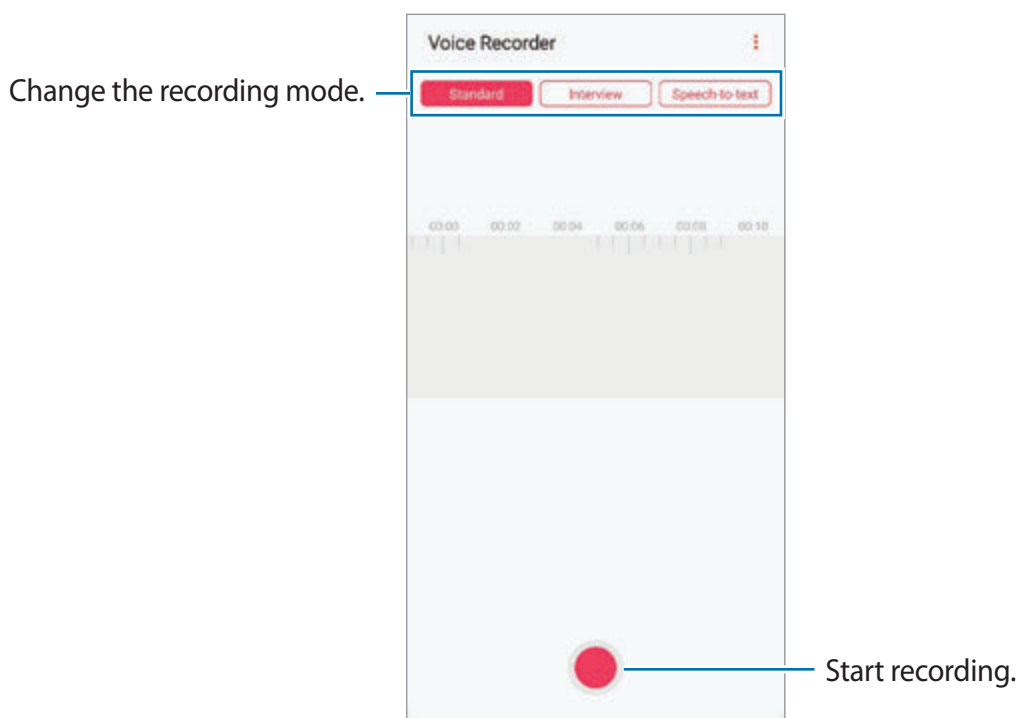 Voice Recorder
Change the recording mode.
Standard Interview Speech-to-text
00:00 00:02 00:04 00:06 00:08 00:10
Start recording.